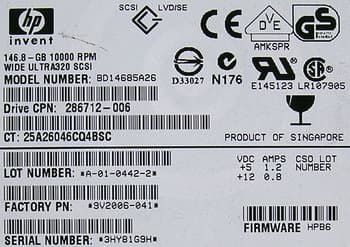 hp
invent
SCSI LVD/SE
CE
DVE
GS
AMKSPR
146.8-GB 10000 RPM
WIDE ULTRA320 SCSI
MODEL NUMBER: BD14685A26
D33027 N176
E145123 LR107905
Drive CPN: 286712-006
CT: 25A26046CQ4BSC
PRODUCT OF SINGAPORE
LOT NUMBER: *A-01-0442-2*
VDC AMPS CSO LOT
+5 1.2 NUMBER
+12 0.8
FACTORY PN: *9V2006-041*
FIRMWARE HPB6
SERIAL NUMBER: *3HY81G9H*